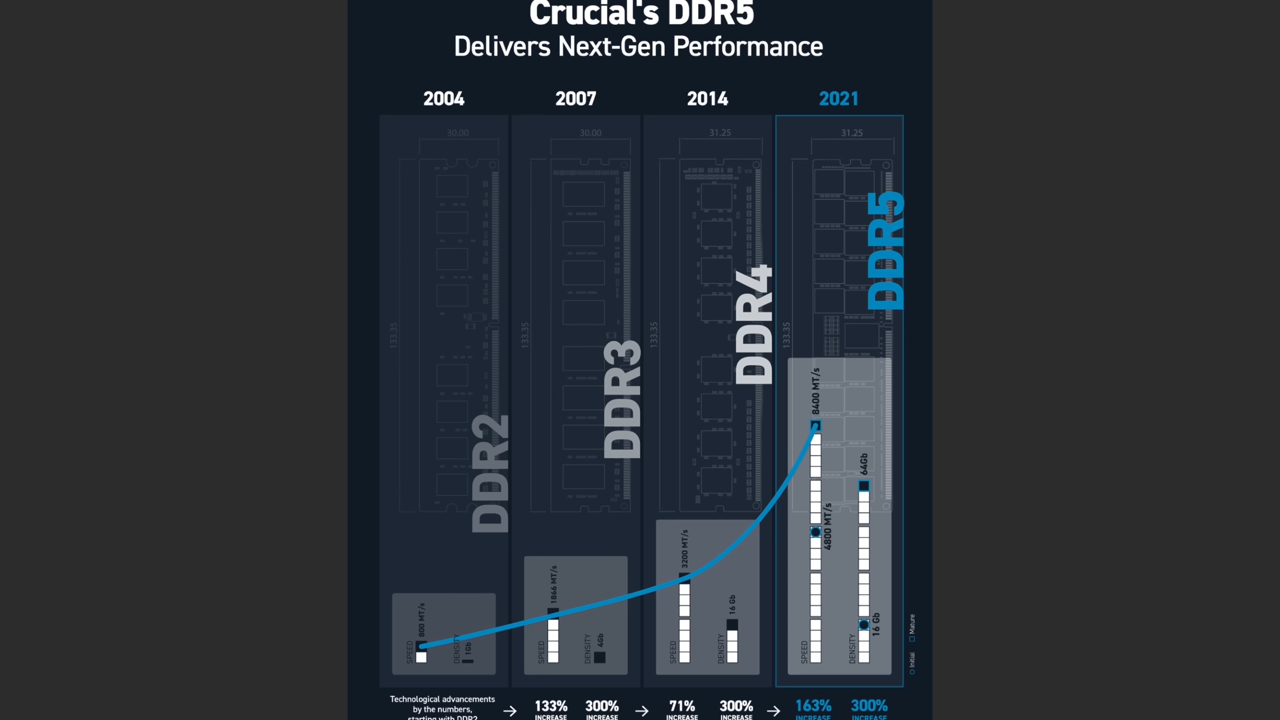 Crucial's DDR5
Delivers Next-Gen Performance
2004
2007
2014
2021
30.00
30.00
31.25
31.25
133.35
133.35
133.35
133.35
DDR2
DDR3
DDR4
DDR5
SPEED
800 MT/s
DENSITY
1Gb
SPEED
1866 MT/s
DENSITY
4Gb
SPEED
3200 MT/s
16 Gb
SPEED
8400 MT/s
4800 MT/s
DENSITY
64Gb
16 Gb
Initial
Mature
Technological advancements
by the numbers,
starting with DDR2
133%
INCREASE
300%
INCREASE
71%
INCREASE
300%
INCREASE
163%
INCREASE
300%
INCREASE